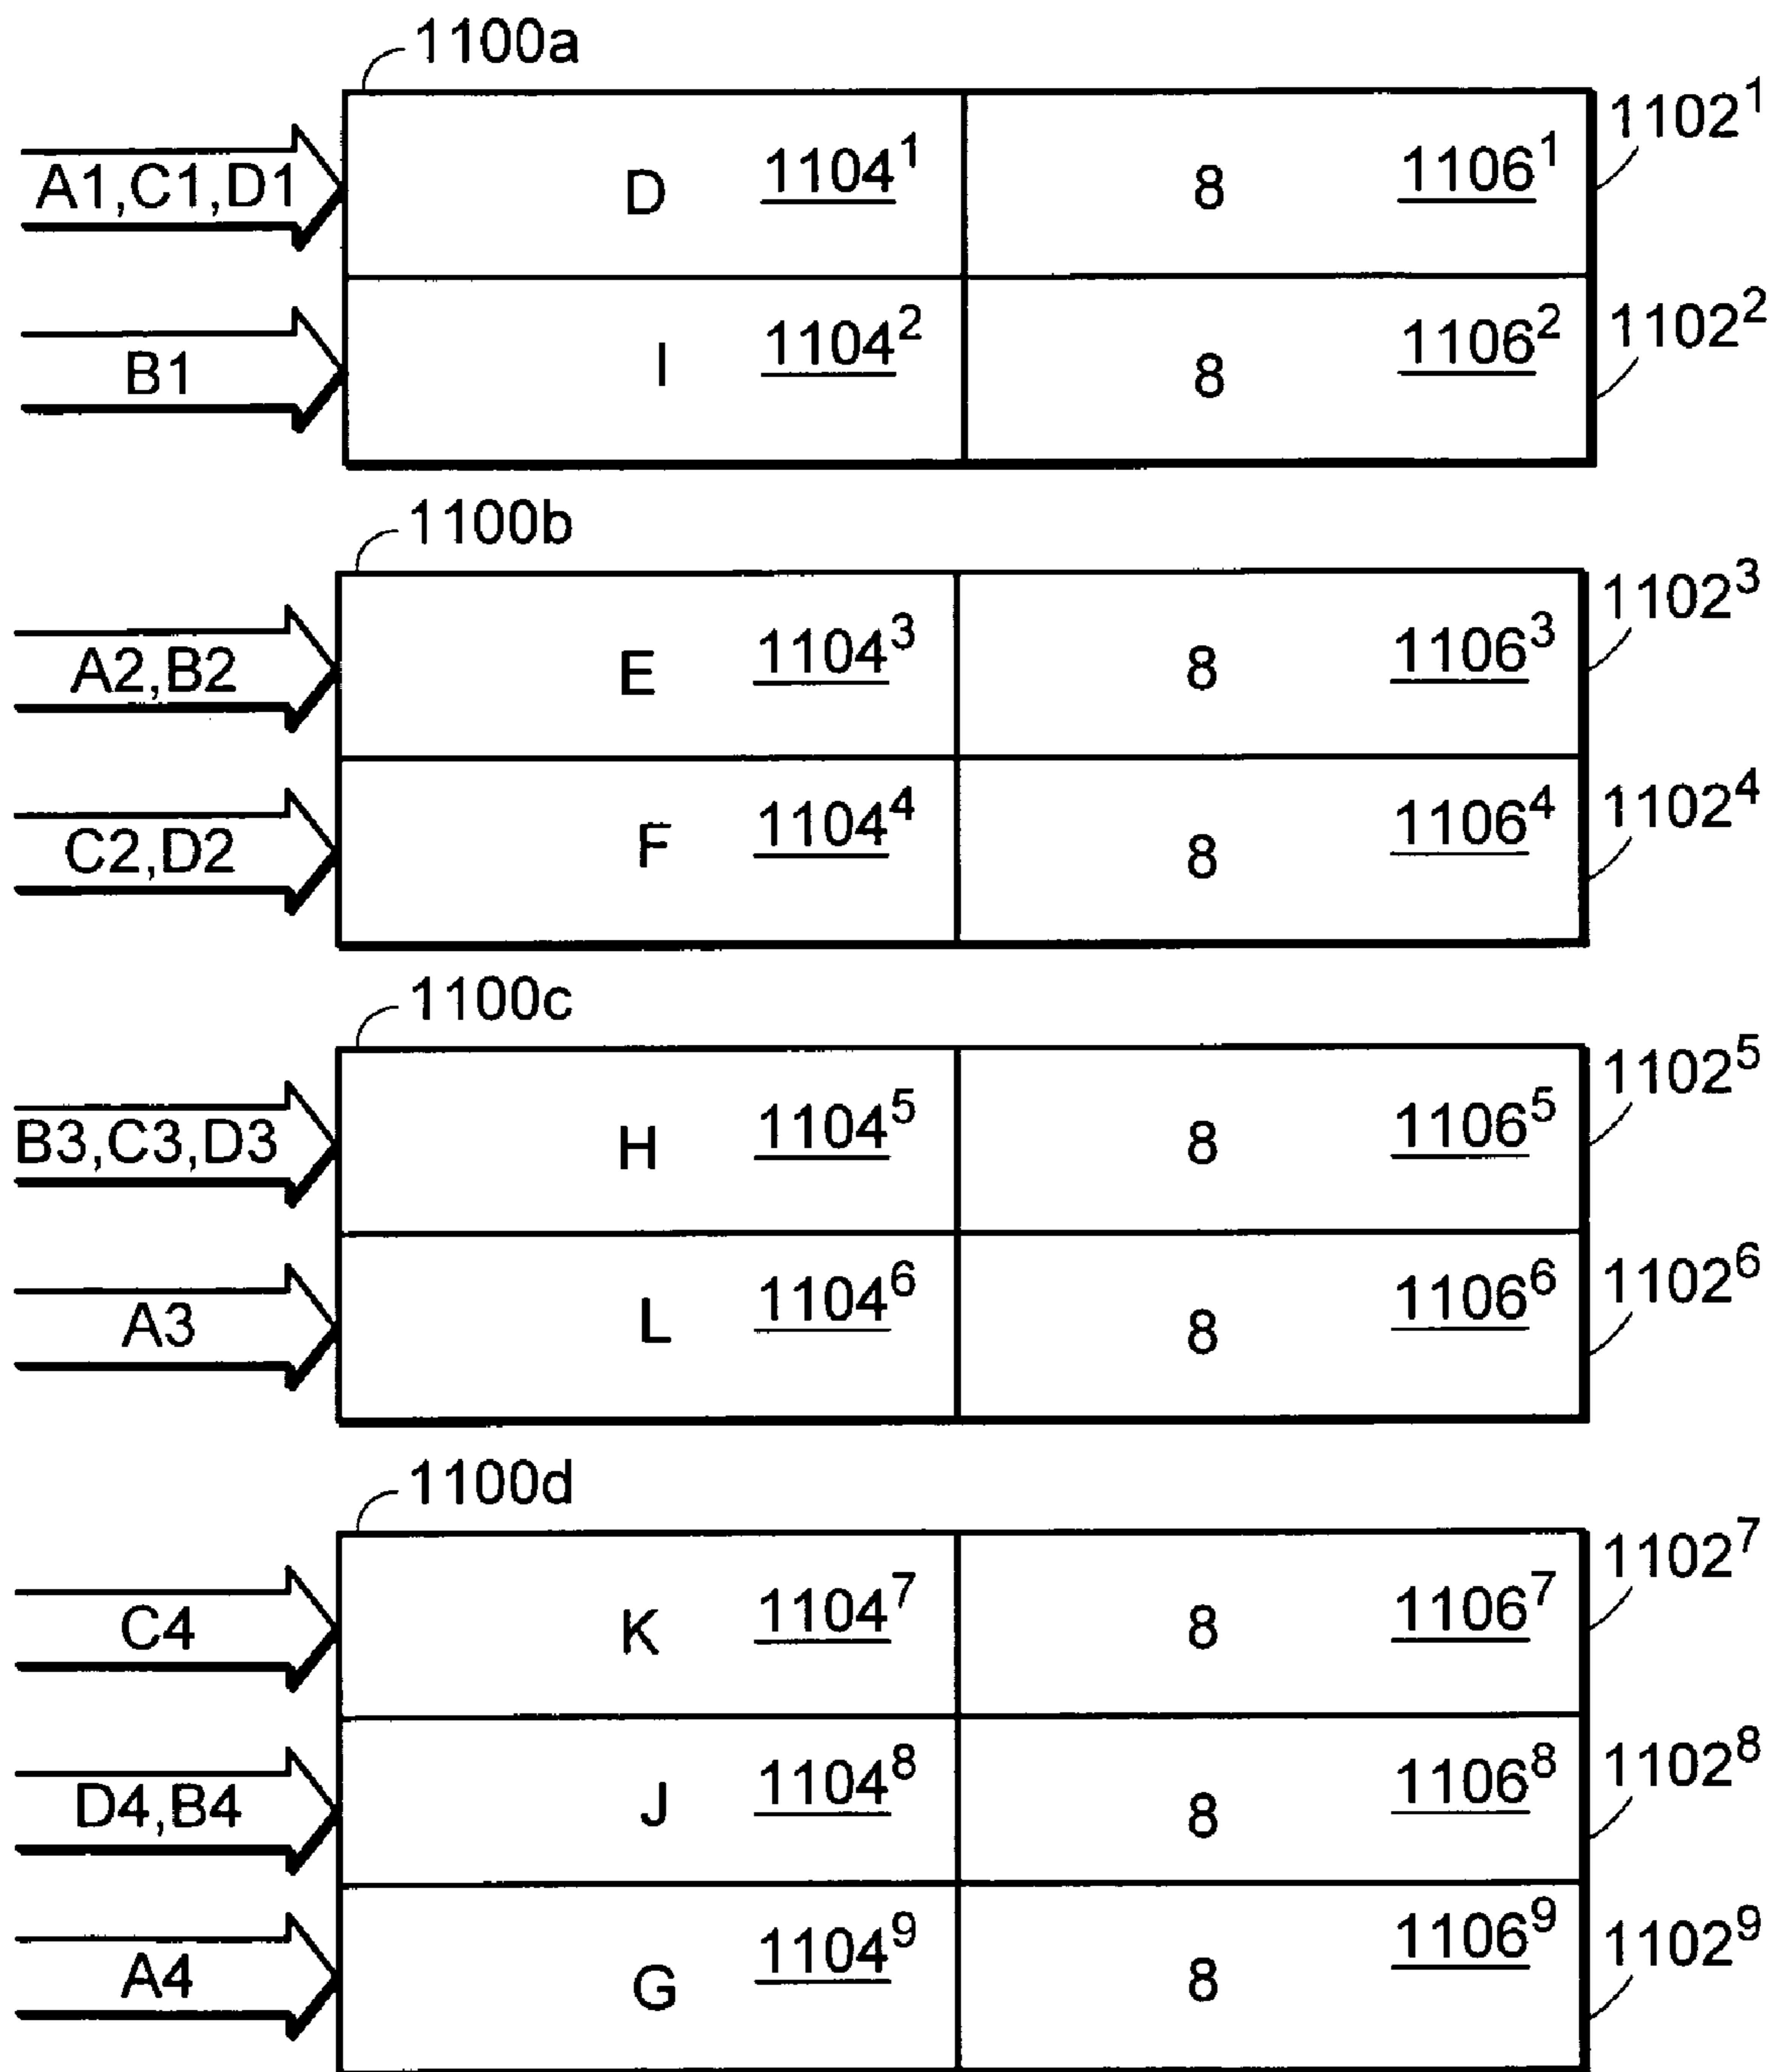 1100a
A1,C1,D1 D 1104¹ 8 1106¹ 1102¹
B1 I 1104² 8 1106² 1102²
1100b
A2,B2 E 1104³ 8 1106³ 1102³
C2,D2 F 1104⁴ 8 1106⁴ 1102⁴
1100c
B3,C3,D3 H 1104⁵ 8 1106⁵ 1102⁵
A3 L 1104⁶ 8 1106⁶ 1102⁶
1100d
C4 K 1104⁷ 8 1106⁷ 1102⁷
D4,B4 J 1104⁸ 8 1106⁸ 1102⁸
A4 G 1104⁹ 8 1106⁹ 1102⁹